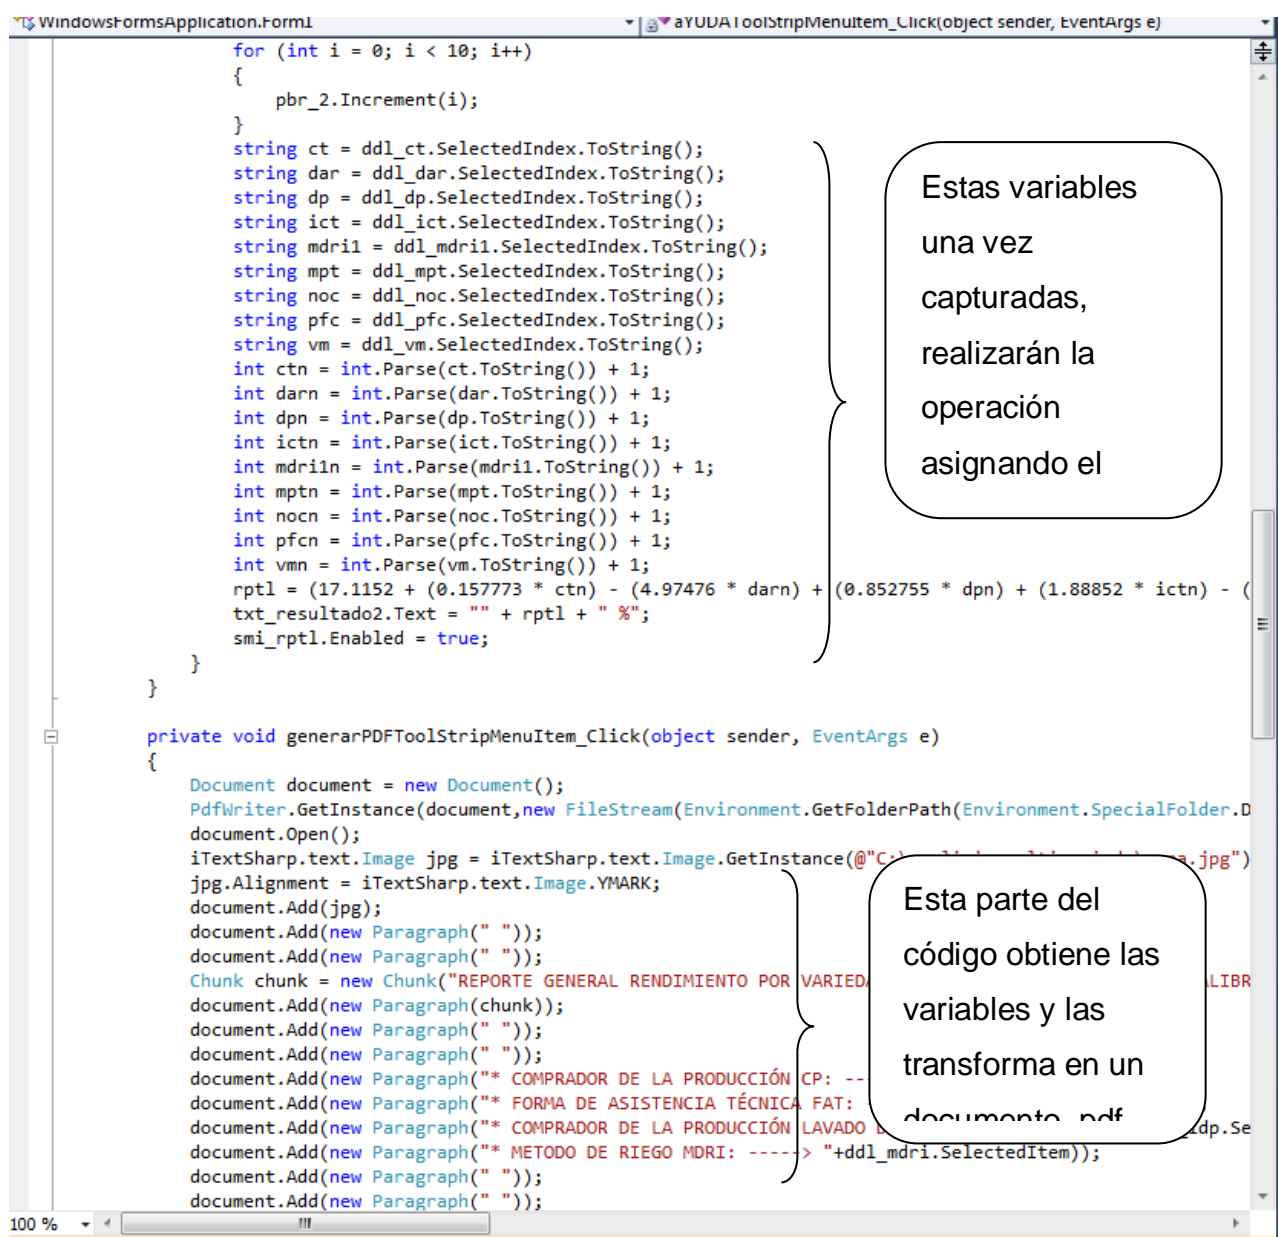 WindowsFormsApplication.Form1
aYUDAToolStripMenuItem_Click(object sender, EventArgs e)
for (int i = 0; i < 10; i++)
{
pbr_2.Increment(i);
}
string ct = ddl_ct.SelectedIndex.ToString();
string dar = ddl_dar.SelectedIndex.ToString();
string dp = ddl_dp.SelectedIndex.ToString();
string ict = ddl_ict.SelectedIndex.ToString();
string mdri1 = ddl_mdri1.SelectedIndex.ToString();
string mpt = ddl_mpt.SelectedIndex.ToString();
string noc = ddl_noc.SelectedIndex.ToString();
string pfc = ddl_pfc.SelectedIndex.ToString();
string vm = ddl_vm.SelectedIndex.ToString();
int ctn = int.Parse(ct.ToString()) + 1;
int darn = int.Parse(dar.ToString()) + 1;
int dpn = int.Parse(dp.ToString()) + 1;
int ictn = int.Parse(ict.ToString()) + 1;
int mdri1n = int.Parse(mdri1.ToString()) + 1;
int mptn = int.Parse(mpt.ToString()) + 1;
int nocn = int.Parse(noc.ToString()) + 1;
int pfcn = int.Parse(pfc.ToString()) + 1;
int vmn = int.Parse(vm.ToString()) + 1;
rptl = (17.1152 + (0.157773 * ctn) - (4.97476 * darn) + (0.852755 * dpn) + (1.88852 * ictn) - (
txt_resultado2.Text = "" + rptl + " %";
smi_rptl.Enabled = true;
}
}
Estas variables
una vez
capturadas,
realizarán la
operación
asignando el
private void generarPDFToolStripMenuItem_Click(object sender, EventArgs e)
{
Document document = new Document();
PdfWriter.GetInstance(document,new FileStream(Environment.GetFolderPath(Environment.SpecialFolder.D
document.Open();
iTextSharp.text.Image jpg = iTextSharp.text.Image.GetInstance(@"C:\ .jpg")
jpg.Alignment = iTextSharp.text.Image.YMARK;
document.Add(jpg);
document.Add(new Paragraph(" "));
document.Add(new Paragraph(" "));
Chunk chunk = new Chunk("REPORTE GENERAL RENDIMIENTO POR VARIEDA LIBR
document.Add(new Paragraph(chunk));
document.Add(new Paragraph(" "));
document.Add(new Paragraph(" "));
document.Add(new Paragraph("* COMPRADOR DE LA PRODUCCIÓN CP: --
document.Add(new Paragraph("* FORMA DE ASISTENCIA TÉCNICA FAT: -
document.Add(new Paragraph("* COMPRADOR DE LA PRODUCCIÓN LAVADO dp.Se
document.Add(new Paragraph("* METODO DE RIEGO MDRI: -----> "+ddl_mdri.SelectedItem));
document.Add(new Paragraph(" "));
document.Add(new Paragraph(" "));
Esta parte del
código obtiene las
variables y las
transforma en un
documento .pdf
100 %